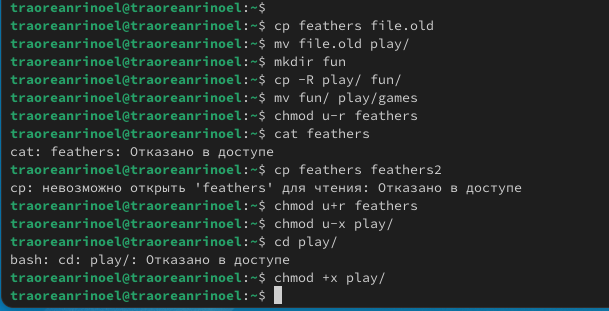 traoreanrinoel@traoreanrinoel:~$
traoreanrinoel@traoreanrinoel:~$ cp feathers file.old
traoreanrinoel@traoreanrinoel:~$ mv file.old play/
traoreanrinoel@traoreanrinoel:~$ mkdir fun
traoreanrinoel@traoreanrinoel:~$ cp -R play/ fun/
traoreanrinoel@traoreanrinoel:~$ mv fun/ play/games
traoreanrinoel@traoreanrinoel:~$ chmod u-r feathers
traoreanrinoel@traoreanrinoel:~$ cat feathers
cat: feathers: Отказано в доступе
traoreanrinoel@traoreanrinoel:~$ cp feathers feathers2
cp: невозможно открыть 'feathers' для чтения: Отказано в доступе
traoreanrinoel@traoreanrinoel:~$ chmod u+r feathers
traoreanrinoel@traoreanrinoel:~$ chmod u-x play/
traoreanrinoel@traoreanrinoel:~$ cd play/
bash: cd: play/: Отказано в доступе
traoreanrinoel@traoreanrinoel:~$ chmod +x play/
traoreanrinoel@traoreanrinoel:~$